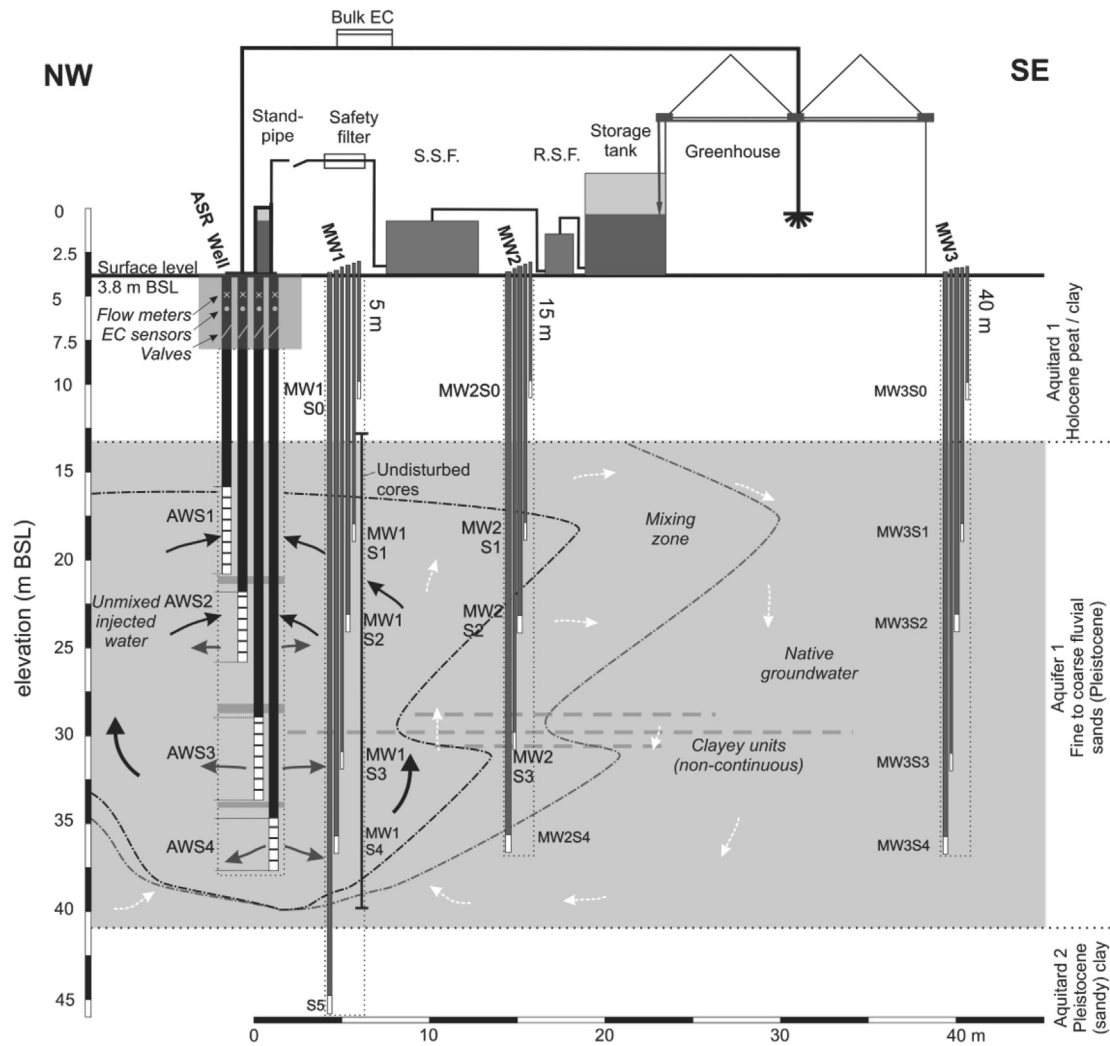 Bulk EC
NW
SE
Stand-
pipe
Safety
filter
S.S.F.
R.S.F.
Storage
tank
Greenhouse
ASR Well
MW1
MW2
MW3
0
2.5
5
7.5
10
15
20
25
30
35
40
45
elevation (m BSL)
Surface level
3.8 m BSL
Flow meters
EC sensors
Valves
5 m
15 m
40 m
MW1
S0
MW2S0
MW3S0
Undisturbed
cores
AWS1
MW1
S1
MW2
S1
Mixing
zone
MW3S1
Unmixed
injected
water
AWS2
MW1
S2
MW2
S2
MW3S2
Native
groundwater
AWS3
MW1
S3
MW2
S3
Clayey units
(non-continuous)
MW3S3
AWS4
MW1
S4
MW2S4
MW3S4
S5
Aquitard 1
Holocene peat / clay
Aquifer 1
Fine to coarse fluvial
sands (Pleistocene)
Aquitard 2
Pleistocene
(sandy) clay
0
10
20
30
40 m